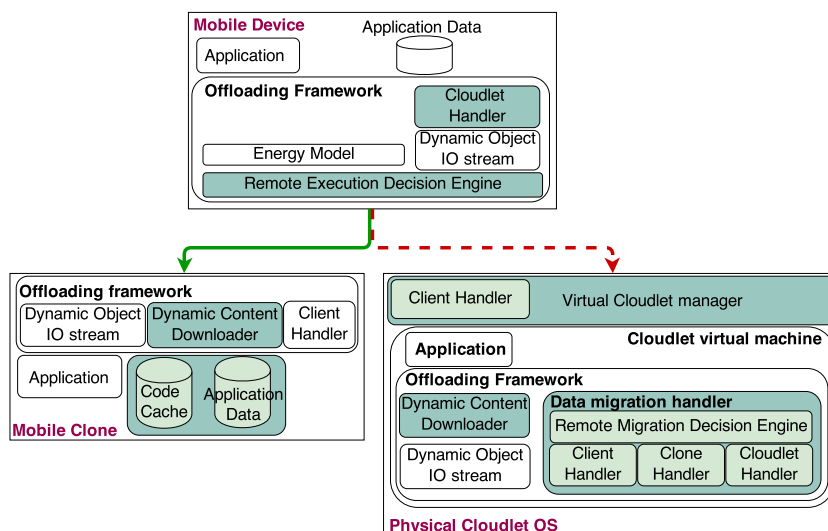 Mobile Device
Application Data
Application
Offloading Framework
Cloudlet
Handler
Dynamic Object
IO stream
Energy Model
Remote Execution Decision Engine
Offloading framework
Dynamic Object
IO stream
Dynamic Content
Downloader
Client
Handler
Application
Code
Cache
Application
Data
Mobile Clone
Client Handler
Virtual Cloudlet manager
Cloudlet virtual machine
Application
Offloading Framework
Dynamic Content
Downloader
Dynamic Object
IO stream
Data migration handler
Remote Migration Decision Engine
Client
Handler
Clone
Handler
Cloudlet
Handler
Physical Cloudlet OS